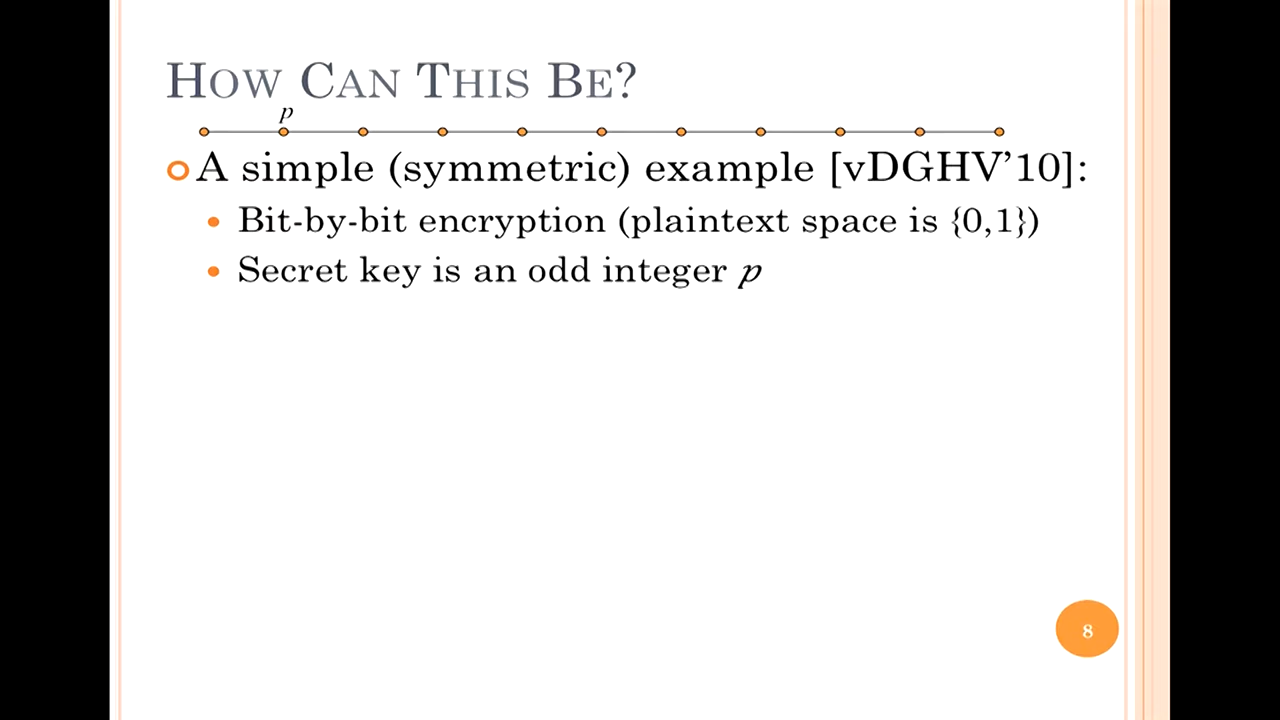 HOW CAN THIS BE?
p
A simple (symmetric) example [vDGHV’10]:
Bit-by-bit encryption (plaintext space is {0,1})
Secret key is an odd integer p
8